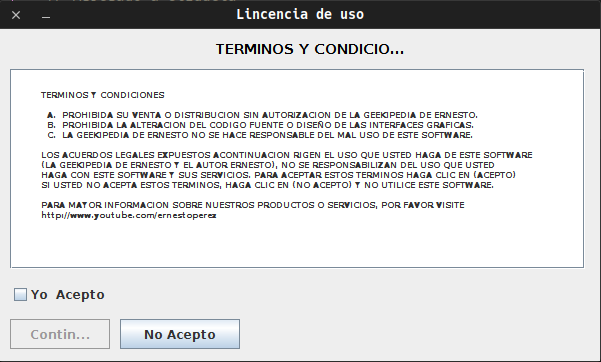 Lincencia de uso
TERMINOS Y CONDICIO...
TERMINOS Y CONDICIONES
A. PROHIBIDA SU VENTA O DISTRIBUCION SIN AUTORIZACION DE LA GEEKIPEDIA DE ERNESTO.
B. PROHIBIDA LA ALTERACION DEL CODIGO FUENTE O DISEÑO DE LAS INTERFACES GRAFICAS.
C. LA GEEKIPEDIA DE ERNESTO NO SE HACE RESPONSABLE DEL MAL USO DE ESTE SOFTWARE.
LOS ACUERDOS LEGALES EXPUESTOS ACONTINUACION RIGEN EL USO QUE USTED HAGA DE ESTE SOFTWARE
(LA GEEKIPEDIA DE ERNESTO Y EL AUTOR ERNESTO), NO SE RESPONSABILIZAN DEL USO QUE USTED
HAGA CON ESTE SOFTWARE Y SUS SERVICIOS. PARA ACEPTAR ESTOS TERMINOS HAGA CLIC EN (ACEPTO)
SI USTED NO ACEPTA ESTOS TERMINOS, HAGA CLIC EN (NO ACEPTO) Y NO UTILICE ESTE SOFTWARE.
PARA MAYOR INFORMACION SOBRE NUESTROS PRODUCTOS O SERVICIOS, POR FAVOR VISITE
http://www.youtube.com/ernestoperez
Yo Acepto
Contin...
No Acepto